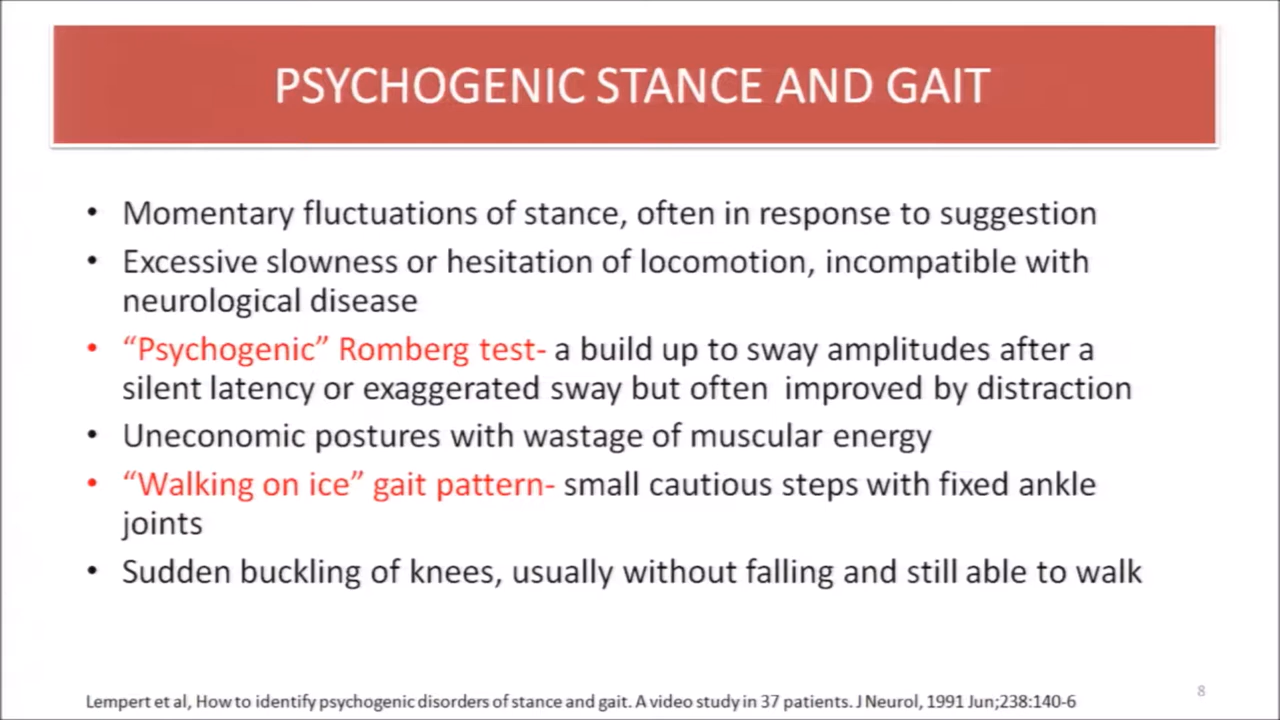 PSYCHOGENIC STANCE AND GAIT
• Momentary fluctuations of stance, often in response to suggestion
• Excessive slowness or hesitation of locomotion, incompatible with
neurological disease
• “Psychogenic” Romberg test- a build up to sway amplitudes after a
silent latency or exaggerated sway but often improved by distraction
• Uneconomic postures with wastage of muscular energy
• “Walking on ice” gait pattern- small cautious steps with fixed ankle
joints
• Sudden buckling of knees, usually without falling and still able to walk
Lempert et al, How to identify psychogenic disorders of stance and gait. A video study in 37 patients. J Neurol, 1991 Jun;238:140-6
8